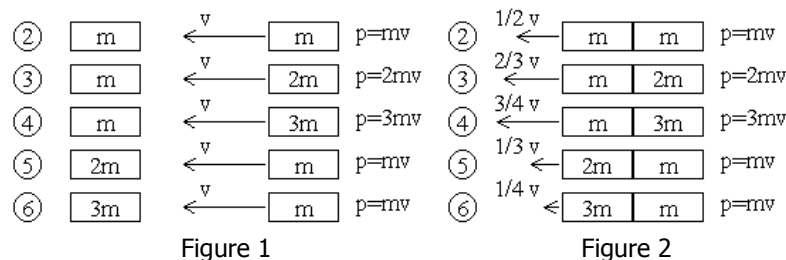 v 1/2 v
② m m p=mv ② m m p=mv
v 2/3 v
③ m 2m p=2mv ③ m 2m p=2mv
v 3/4 v
④ m 3m p=3mv ④ m 3m p=3mv
v 1/3 v
⑤ 2m m p=mv ⑤ 2m m p=mv
v 1/4 v
⑥ 3m m p=mv ⑥ 3m m p=mv
Figure 1 Figure 2